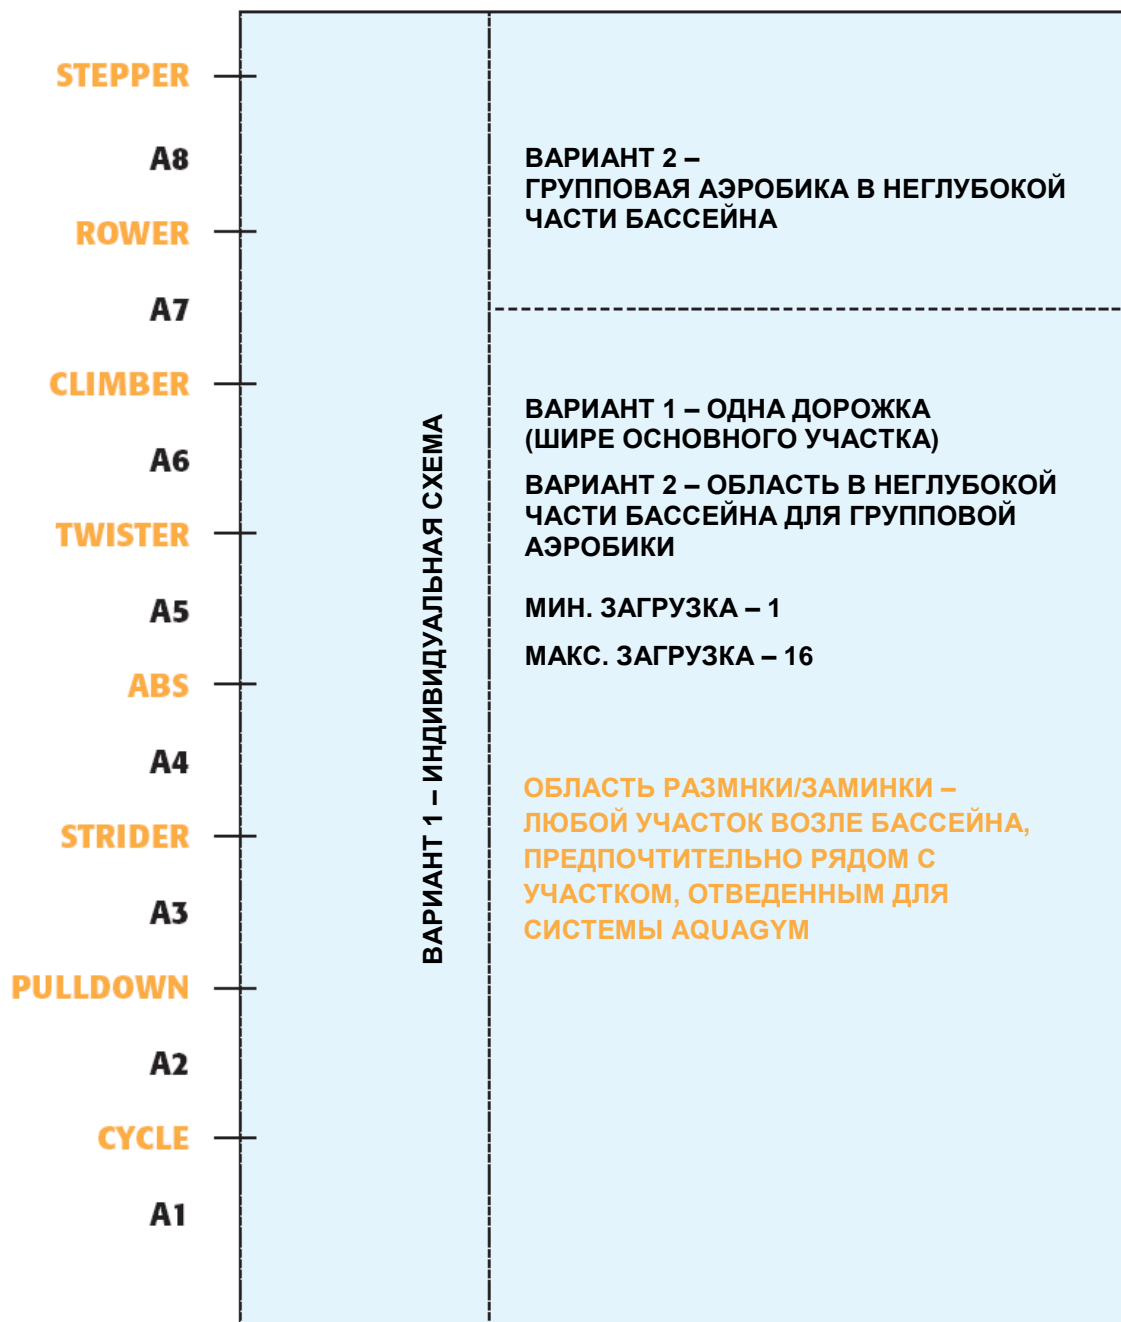 STEPPER
A8
ROWER
A7
CLIMBER
A6
TWISTER
A5
ABS
A4
STRIDER
A3
PULLDOWN
A2
CYCLE
A1
ВАРИАНТ 1 – ИНДИВИДУАЛЬНАЯ СХЕМА
ВАРИАНТ 2 –
ГРУППОВАЯ АЭРОБИКА В НЕГЛУБОКОЙ
ЧАСТИ БАССЕЙНА
ВАРИАНТ 1 – ОДНА ДОРОЖКА
(ШИРЕ ОСНОВНОГО УЧАСТКА)
ВАРИАНТ 2 – ОБЛАСТЬ В НЕГЛУБОКОЙ
ЧАСТИ БАССЕЙНА ДЛЯ ГРУППОВОЙ
АЭРОБИКИ
МИН. ЗАГРУЗКА – 1
МАКС. ЗАГРУЗКА – 16
ОБЛАСТЬ РАЗМНКИ/ЗАМИНКИ –
ЛЮБОЙ УЧАСТОК ВОЗЛЕ БАССЕЙНА,
ПРЕДПОЧТИТЕЛЬНО РЯДОМ С
УЧАСТКОМ, ОТВЕДЕННЫМ ДЛЯ
СИСТЕМЫ AQUAGYM